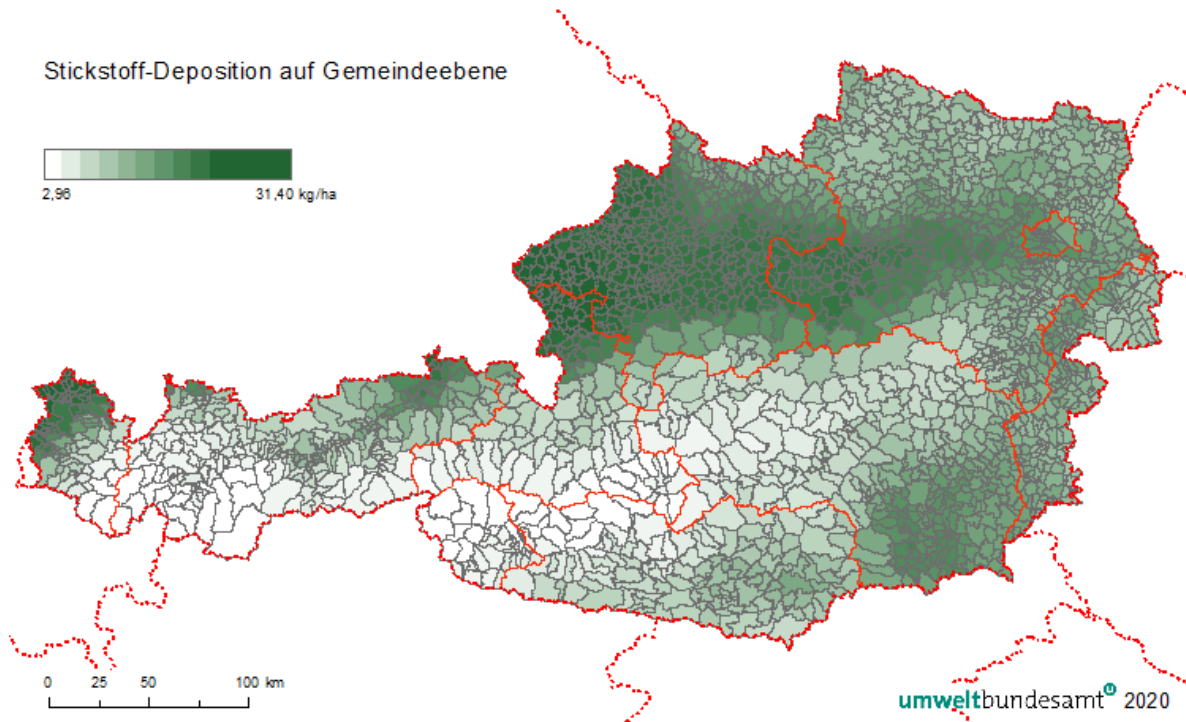 Stickstoff-Deposition auf Gemeindeebene
2,96 31,40 kg/ha
0 25 50 100 km
umweltbundesamt 2020